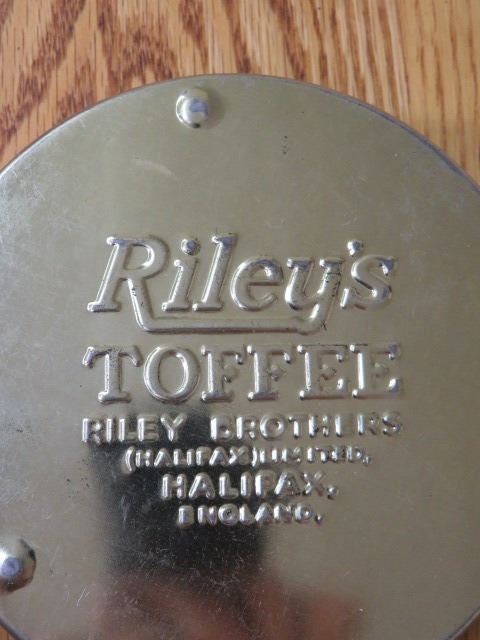 Riley's
TOFFEE
RILEY BROTHERS
(HALIFAX) LIMITED,
HALIFAX,
ENGLAND.